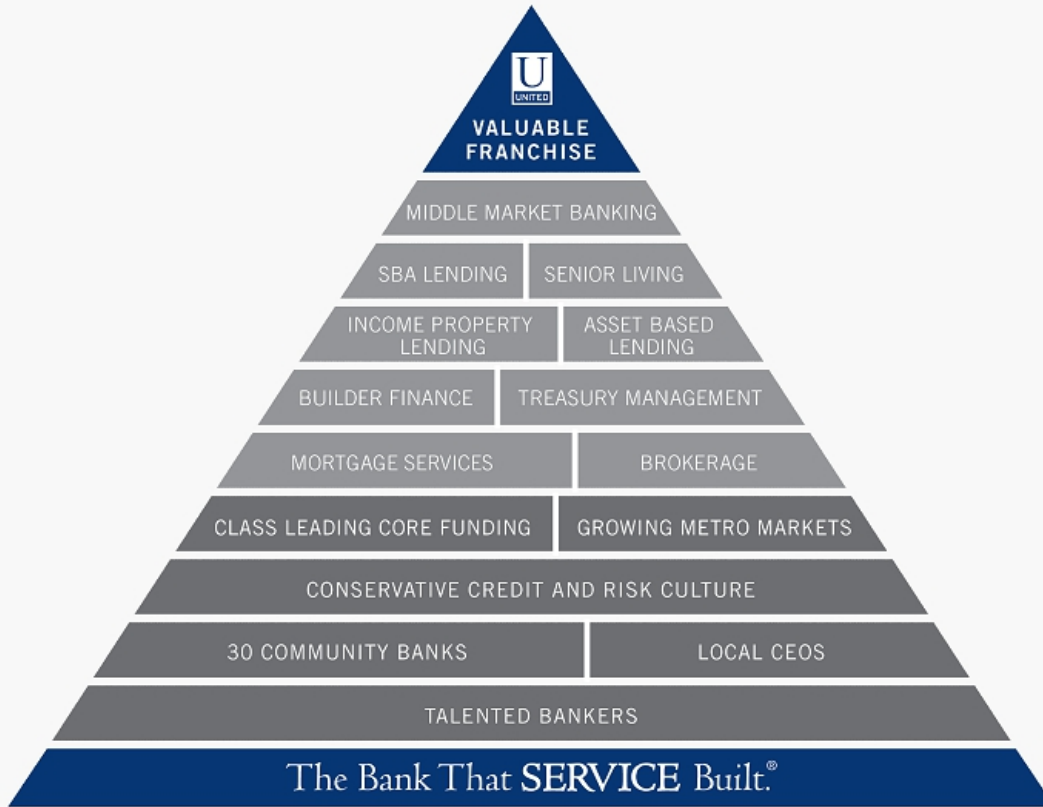 U
UNITED
VALUABLE
FRANCHISE
MIDDLE MARKET BANKING
SBA LENDING
SENIOR LIVING
INCOME PROPERTY
LENDING
ASSET BASED
LENDING
BUILDER FINANCE
TREASURY MANAGEMENT
MORTGAGE SERVICES
BROKERAGE
CLASS LEADING CORE FUNDING
GROWING METRO MARKETS
CONSERVATIVE CREDIT AND RISK CULTURE
30 COMMUNITY BANKS
LOCAL CEOS
TALENTED BANKERS
The Bank That SERVICE Built.®